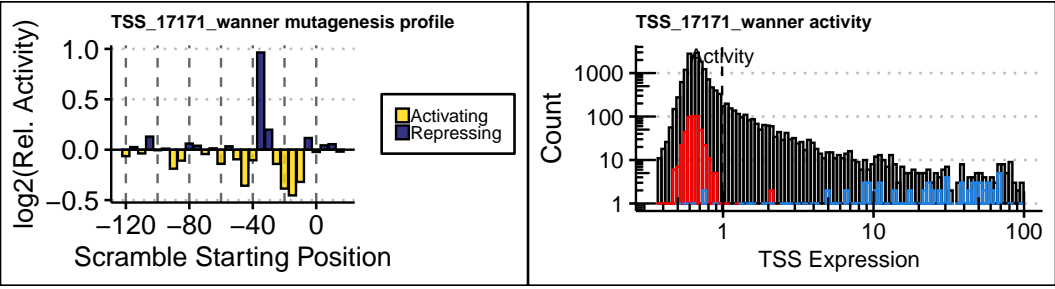 TSS_17171_wanner mutagenesis profile
log2(Rel. Activity)
1.0
0.5
0.0
−0.5
−120 −80 −40 0
Scramble Starting Position
Activating
Repressing
TSS_17171_wanner activity
Activity
Count
1000
100
10
1
1 10 100
TSS Expression